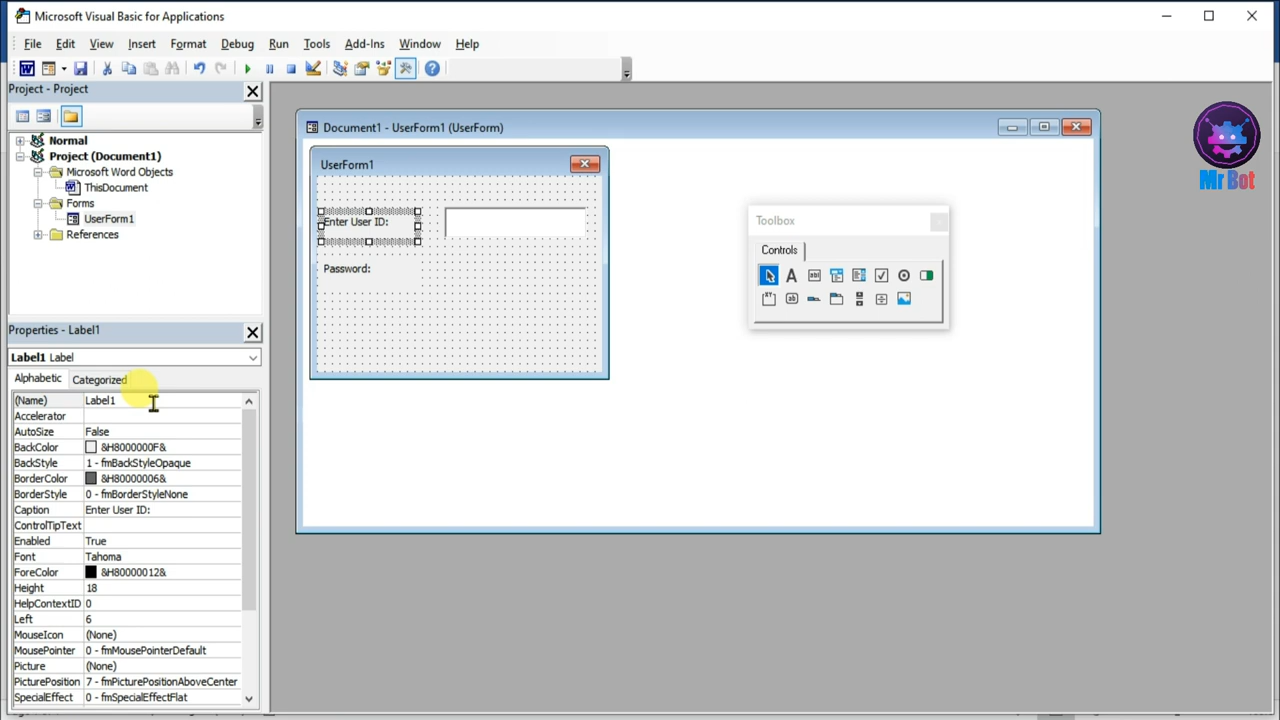 Microsoft Visual Basic for Applications
File Edit View Insert Format Debug Run Tools Add-Ins Window Help
Project - Project
Normal
Project (Document1)
Microsoft Word Objects
ThisDocument
Forms
UserForm1
References
Properties - Label1
Label1 Label
Alphabetic Categorized
(Name) Label1
Accelerator
AutoSize False
BackColor &H8000000F&
BackStyle 1 - fmBackStyleOpaque
BorderColor &H80000006&
BorderStyle 0 - fmBorderStyleNone
Caption Enter User ID:
ControlTipText
Enabled True
Font Tahoma
ForeColor &H80000012&
Height 18
HelpContextID 0
Left 6
MouseIcon (None)
MousePointer 0 - fmMousePointerDefault
Picture (None)
PicturePosition 7 - fmPicturePositionAboveCenter
SpecialEffect 0 - fmSpecialEffectFlat
Document1 - UserForm1 (UserForm)
UserForm1
Enter User ID:
Password:
Toolbox
Controls
A
Mr Bot